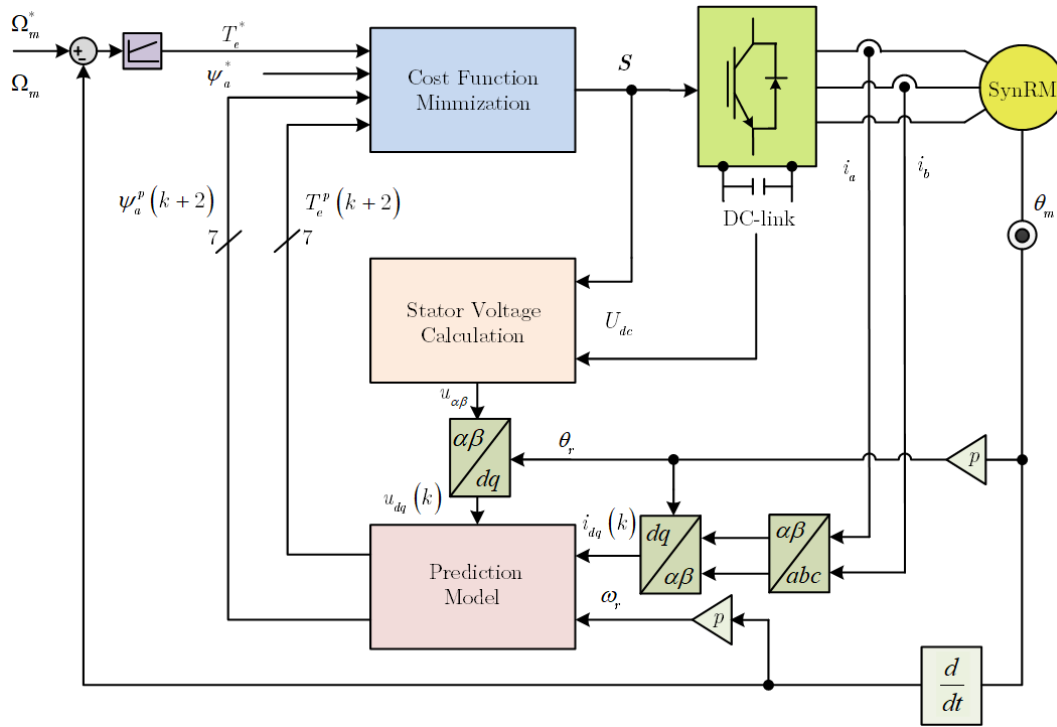 Ω*m
Ωm
T*e
ψ*a
Cost Function
Minmization
S
SynRM
ia
ib
θm
DC-link
ψpa(k+2)
7
Tpe(k+2)
7
Stator Voltage
Calculation
Udc
uαβ
αβ
dq
θr
p
udq(k)
idq(k)
dq
αβ
αβ
abc
Prediction
Model
ωr
p
d
dt